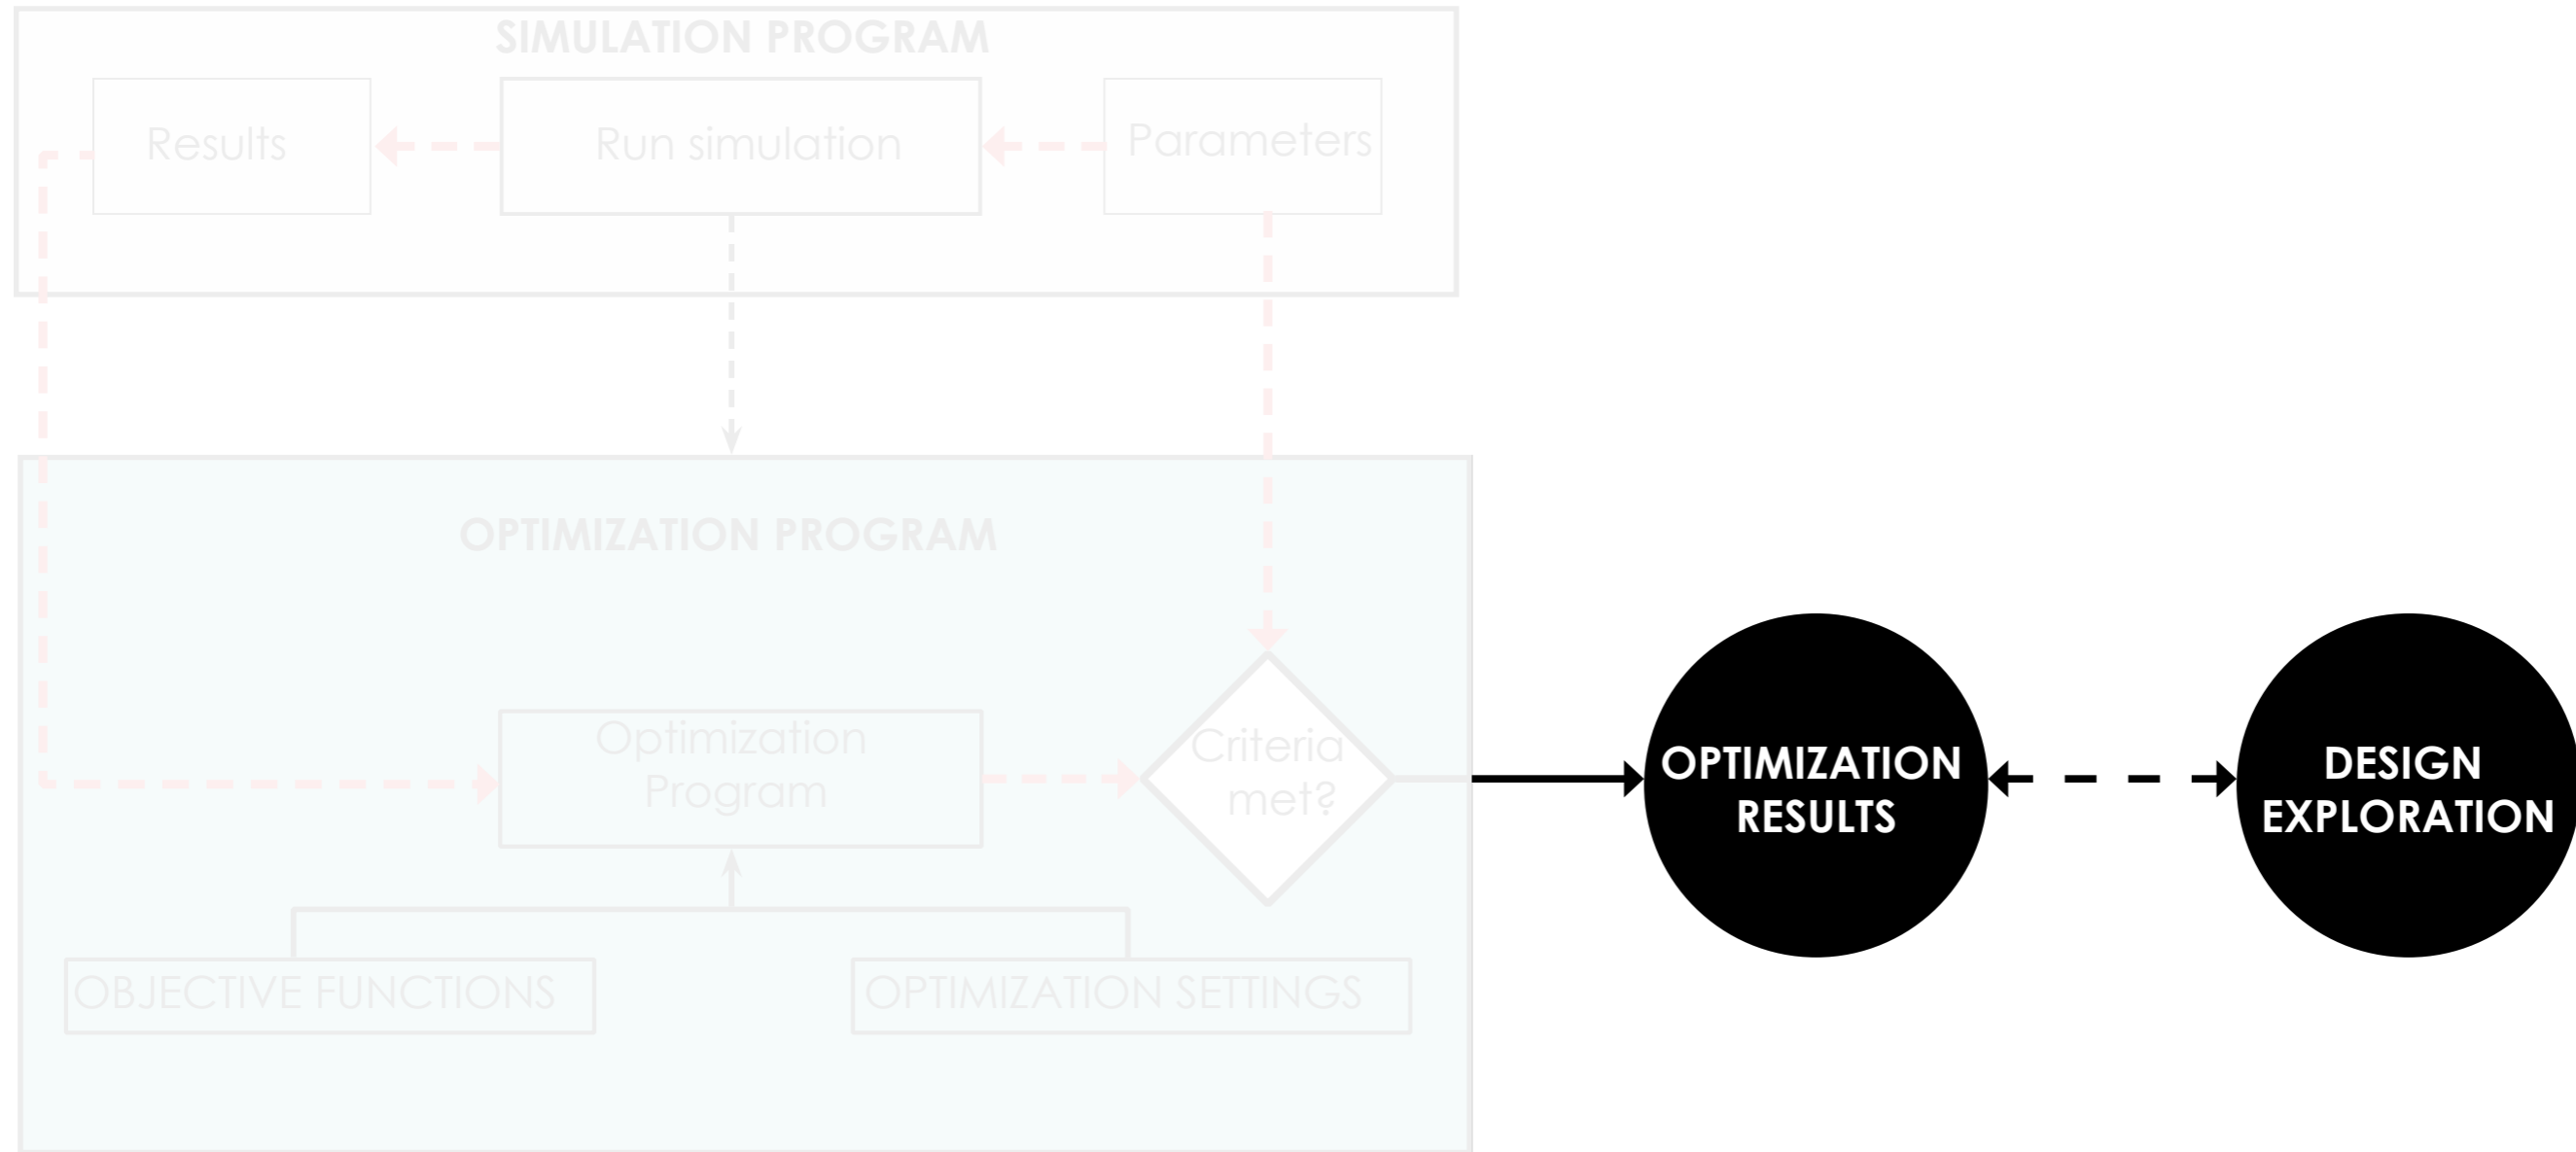 SIMULATION PROGRAM
Results
Run simulation
Parameters
OPTIMIZATION PROGRAM
Optimization
Program
Criteria
met?
OPTIMIZATION
RESULTS
DESIGN
EXPLORATION
OBJECTIVE FUNCTIONS
OPTIMIZATION SETTINGS